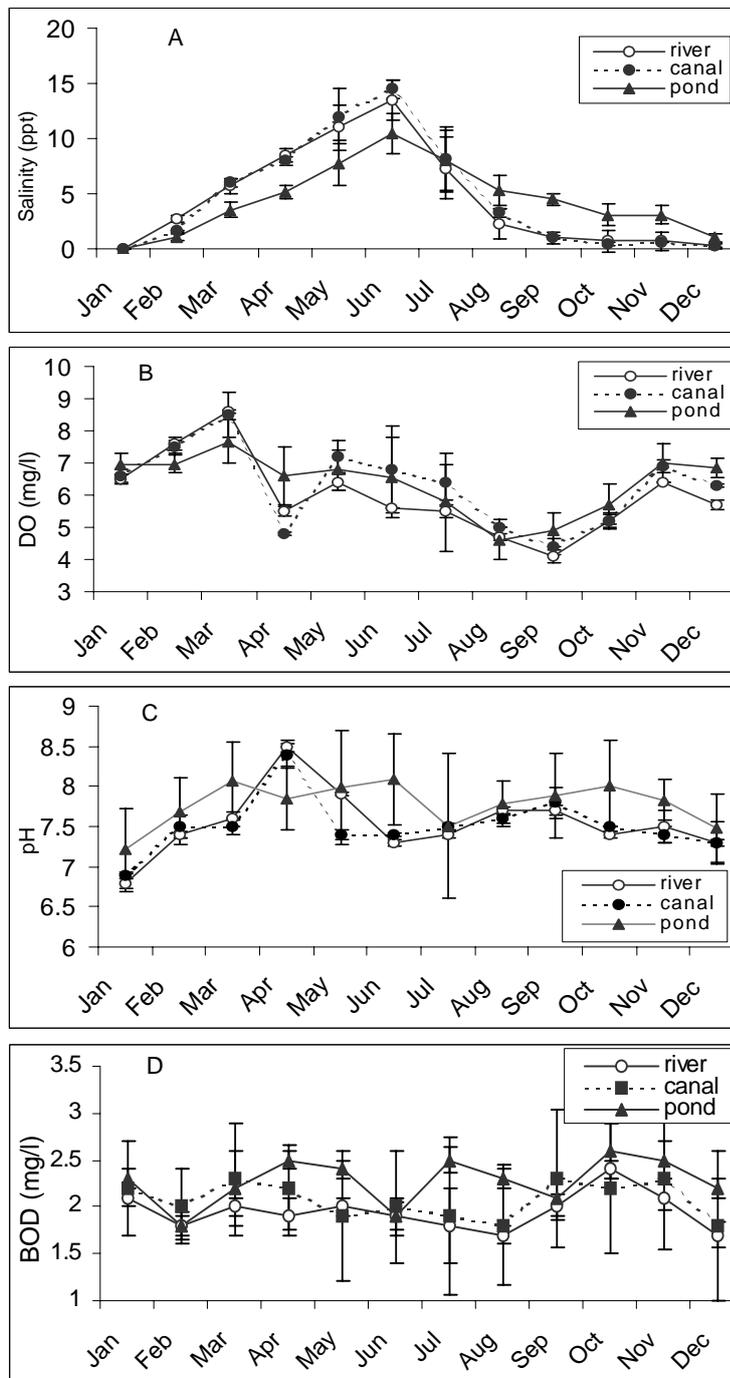 A
river
canal
pond
Salinity (ppt)
20
15
10
5
0
Jan Feb Mar Apr May Jun Jul Aug Sep Oct Nov Dec
B
river
canal
pond
DO (mg/l)
10
9
8
7
6
5
4
3
Jan Feb Mar Apr May Jun Jul Aug Sep Oct Nov Dec
C
river
canal
pond
pH
9
8.5
8
7.5
7
6.5
6
Jan Feb Mar Apr May Jun Jul Aug Sep Oct Nov Dec
D
river
canal
pond
BOD (mg/l)
3.5
3
2.5
2
1.5
1
Jan Feb Mar Apr May Jun Jul Aug Sep Oct Nov Dec